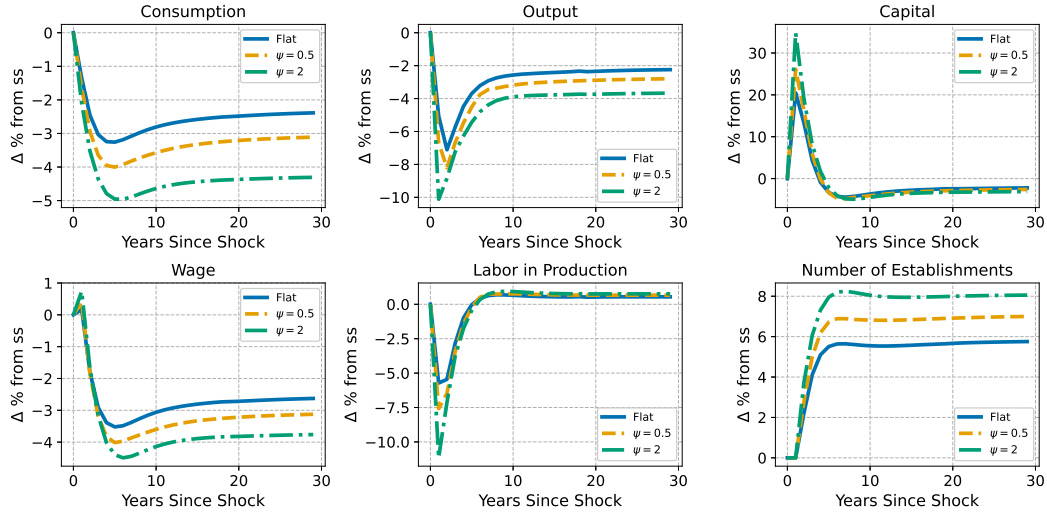 Consumption
Δ % from ss
0
−1
−2
−3
−4
−5
0
10
20
30
Years Since Shock
Flat
ψ = 0.5
ψ = 2
Output
Δ % from ss
0
−2
−4
−6
−8
−10
0
10
20
30
Years Since Shock
Flat
ψ = 0.5
ψ = 2
Capital
Δ % from ss
30
20
10
0
0
10
20
30
Years Since Shock
Flat
ψ = 0.5
ψ = 2
Wage
Δ % from ss
1
0
−1
−2
−3
−4
0
10
20
30
Years Since Shock
Flat
ψ = 0.5
ψ = 2
Labor in Production
Δ % from ss
0.0
−2.5
−5.0
−7.5
−10.0
0
10
20
30
Years Since Shock
Flat
ψ = 0.5
ψ = 2
Number of Establishments
Δ % from ss
8
6
4
2
0
0
10
20
30
Years Since Shock
Flat
ψ = 0.5
ψ = 2